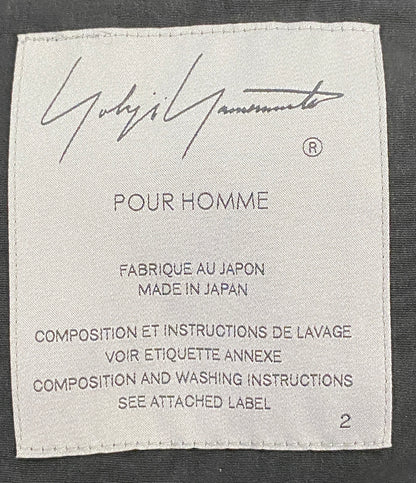 Yohji Yamamoto
®
POUR HOMME
FABRIQUE AU JAPON
MADE IN JAPAN
COMPOSITION ET INSTRUCTIONS DE LAVAGE
VOIR ETIQUETTE ANNEXE
COMPOSITION AND WASHING INSTRUCTIONS
SEE ATTACHED LABEL
2